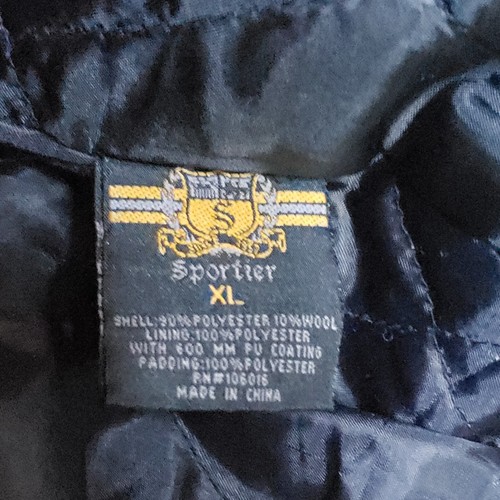 S
Sportier
XL
SHELL:90%POLYESTER 10%WOOL
LINING:100%POLYESTER
WITH 600 MM PU COATING
PADDING:100%POLYESTER
RN#106016
MADE IN CHINA